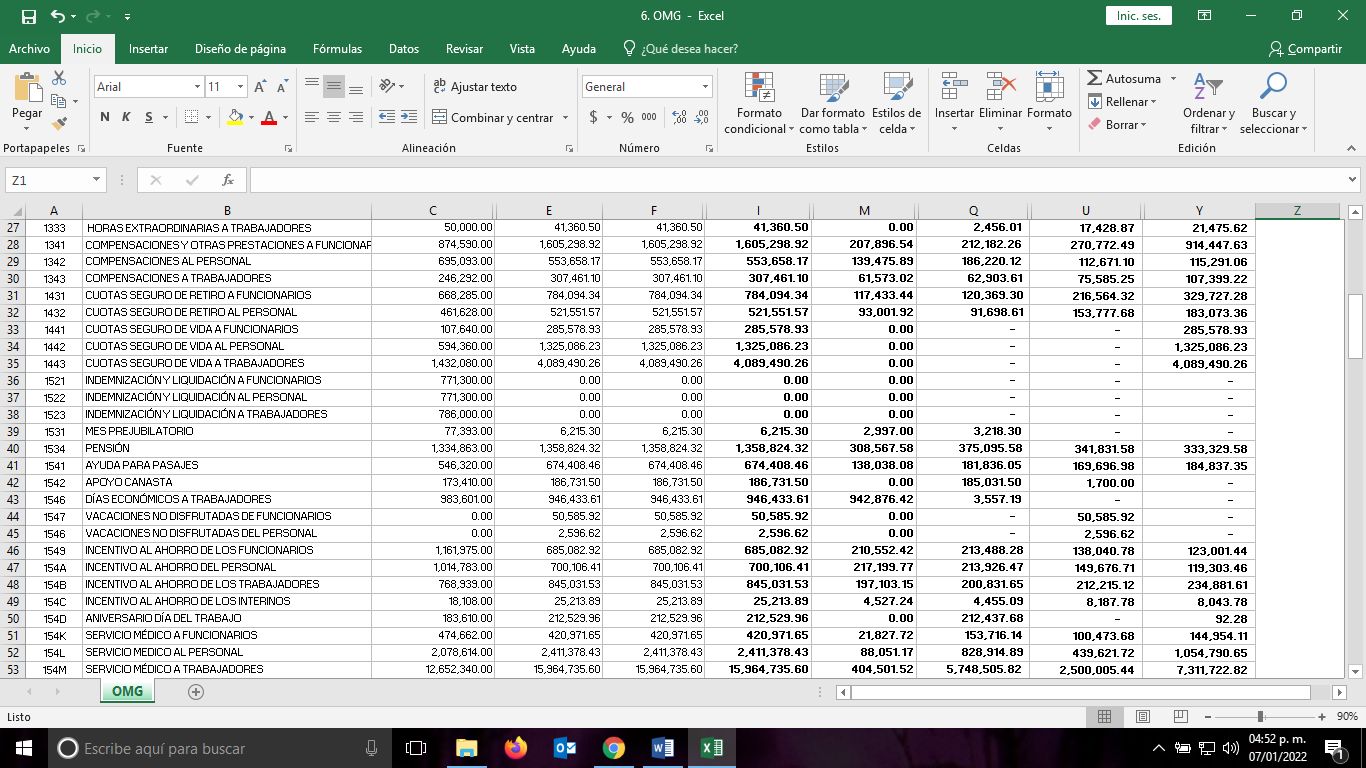 6. OMG - Excel
Inic. ses.
Archivo Inicio Insertar Diseño de página Fórmulas Datos Revisar Vista Ayuda ¿Qué desea hacer? Compartir
Pegar
Arial 11
N K S
Ajustar texto
Combinar y centrar
General
$ % 000
Formato condicional
Dar formato como tabla
Estilos de celda
Insertar Eliminar Formato
Autosuma
Rellenar
Borrar
Ordenar y filtrar
Buscar y seleccionar
Portapapeles Fuente Alineación Número Estilos Celdas Edición
Z1 fx
A B C E F I M Q U Y Z
27 1333 HORAS EXTRAORDINARIAS A TRABAJADORES 50,000.00 41,360.50 41,360.50 41,360.50 0.00 2,456.01 17,428.87 21,475.62
28 1341 COMPENSACIONES Y OTRAS PRESTACIONES A FUNCIONAR 874,590.00 1,605,298.92 1,605,298.92 1,605,298.92 207,896.54 212,182.26 270,772.49 914,447.63
29 1342 COMPENSACIONES AL PERSONAL 695,093.00 553,658.17 553,658.17 553,658.17 139,475.89 186,220.12 112,671.10 115,291.06
30 1343 COMPENSACIONES A TRABAJADORES 246,292.00 307,461.10 307,461.10 307,461.10 61,573.02 62,903.61 75,585.25 107,399.22
31 1431 CUOTAS SEGURO DE RETIRO A FUNCIONARIOS 668,285.00 784,094.34 784,094.34 784,094.34 117,433.44 120,369.30 216,564.32 329,727.28
32 1432 CUOTAS SEGURO DE RETIRO AL PERSONAL 461,628.00 521,551.57 521,551.57 521,551.57 93,001.92 91,698.61 153,777.68 183,073.36
33 1441 CUOTAS SEGURO DE VIDA A FUNCIONARIOS 107,640.00 285,578.93 285,578.93 285,578.93 0.00 - - 285,578.93
34 1442 CUOTAS SEGURO DE VIDA AL PERSONAL 594,360.00 1,325,086.23 1,325,086.23 1,325,086.23 0.00 - - 1,325,086.23
35 1443 CUOTAS SEGURO DE VIDA A TRABAJADORES 1,432,080.00 4,089,490.26 4,089,490.26 4,089,490.26 0.00 - - 4,089,490.26
36 1521 INDEMNIZACIÓN Y LIQUIDACIÓN A FUNCIONARIOS 771,300.00 0.00 0.00 0.00 0.00 - - -
37 1522 INDEMNIZACIÓN Y LIQUIDACIÓN AL PERSONAL 771,300.00 0.00 0.00 0.00 0.00 - - -
38 1523 INDEMNIZACIÓN Y LIQUIDACIÓN A TRABAJADORES 786,000.00 0.00 0.00 0.00 0.00 - - -
39 1531 MES PREJUBILATORIO 77,393.00 6,215.30 6,215.30 6,215.30 2,997.00 3,218.30 - -
40 1534 PENSIÓN 1,334,863.00 1,358,824.32 1,358,824.32 1,358,824.32 308,567.58 375,095.58 341,831.58 333,329.58
41 1541 AYUDA PARA PASAJES 546,320.00 674,408.46 674,408.46 674,408.46 138,038.08 181,836.05 169,696.98 184,837.35
42 1542 APOYO CANASTA 173,410.00 186,731.50 186,731.50 186,731.50 0.00 185,031.50 1,700.00 -
43 1546 DÍAS ECONÓMICOS A TRABAJADORES 983,601.00 946,433.61 946,433.61 946,433.61 942,876.42 3,557.19 - -
44 1547 VACACIONES NO DISFRUTADAS DE FUNCIONARIOS 0.00 50,585.92 50,585.92 50,585.92 0.00 - 50,585.92 -
45 1546 VACACIONES NO DISFRUTADAS DEL PERSONAL 0.00 2,596.62 2,596.62 2,596.62 0.00 - 2,596.62 -
46 1549 INCENTIVO AL AHORRO DE LOS FUNCIONARIOS 1,161,975.00 685,082.92 685,082.92 685,082.92 210,552.42 213,488.28 138,040.78 123,001.44
47 154A INCENTIVO AL AHORRO DEL PERSONAL 1,014,783.00 700,106.41 700,106.41 700,106.41 217,199.77 213,926.47 149,676.71 119,303.46
48 154B INCENTIVO AL AHORRO DE LOS TRABAJADORES 768,939.00 845,031.53 845,031.53 845,031.53 197,103.15 200,831.65 212,215.12 234,881.61
49 154C INCENTIVO AL AHORRO DE LOS INTERINOS 18,108.00 25,213.89 25,213.89 25,213.89 4,527.24 4,455.09 8,187.78 8,043.78
50 154D ANIVERSARIO DÍA DEL TRABAJO 183,610.00 212,529.96 212,529.96 212,529.96 0.00 212,437.68 - 92.28
51 154K SERVICIO MÉDICO A FUNCIONARIOS 474,662.00 420,971.65 420,971.65 420,971.65 21,827.72 153,716.14 100,473.68 144,954.11
52 154L SERVICIO MEDICO AL PERSONAL 2,078,614.00 2,411,378.43 2,411,378.43 2,411,378.43 88,051.17 828,914.89 439,621.72 1,054,790.65
53 154M SERVICIO MÉDICO A TRABAJADORES 12,652,340.00 15,964,735.60 15,964,735.60 15,964,735.60 404,501.52 5,748,505.82 2,500,005.44 7,311,722.82
OMG
Listo 90%
Escribe aquí para buscar
04:52 p. m.
07/01/2022
1